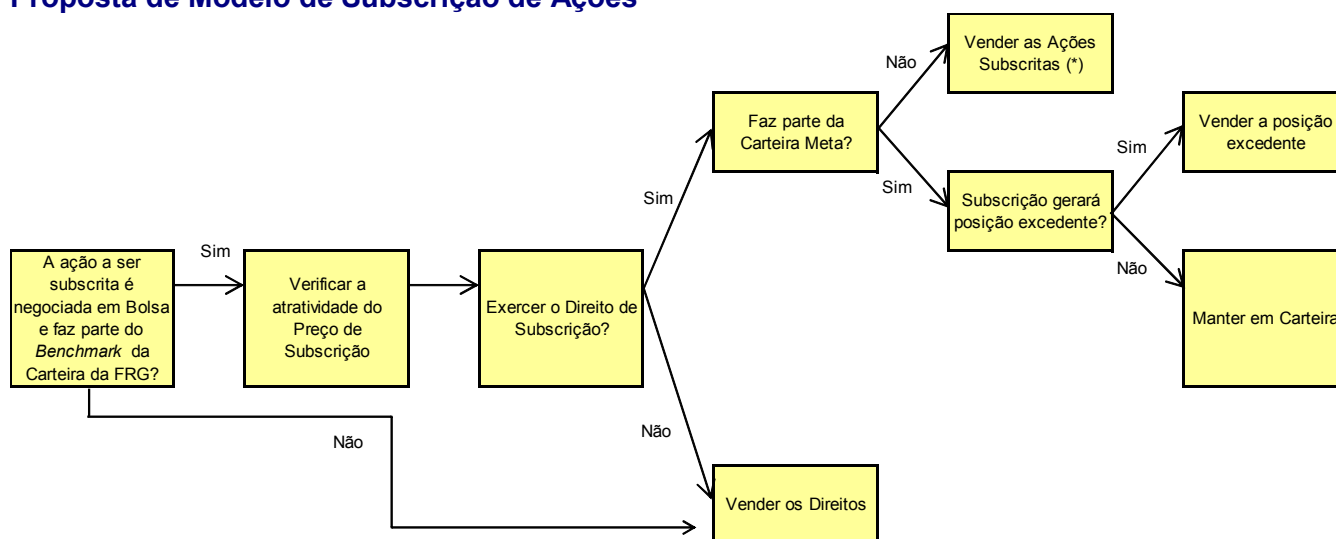 Proposta de Modelo de Subscrição de Ações
Vender as Ações
Subscritas (*)
Não
Faz parte da
Carteira Meta?
Vender a posição
excedente
Sim
Sim
Subscrição gerará
posição excedente?
Sim
Não
A ação a ser
subscrita é
negociada em Bolsa
e faz parte do
Benchmark da
Carteira da FRG?
Sim
Verificar a
atratividade do
Preço de
Subscrição
Exercer o Direito de
Subscrição?
Manter em Carteira
Não
Não
Vender os Direitos